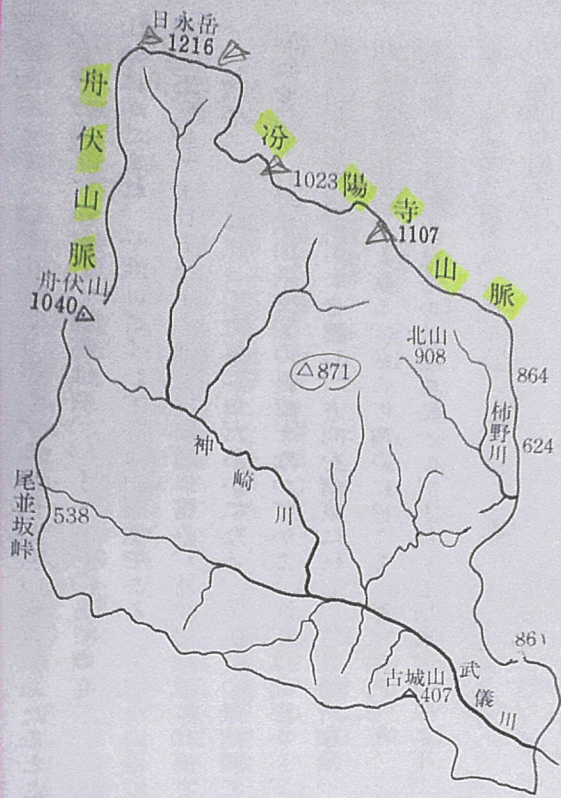 日永岳
1216
舟伏山脈
汾陽寺山脈
1023
1107
舟伏山
1040
北山
908
871
864
柿野川
624
神崎川
尾並坂峠
538
861
古城山
407
武儀川